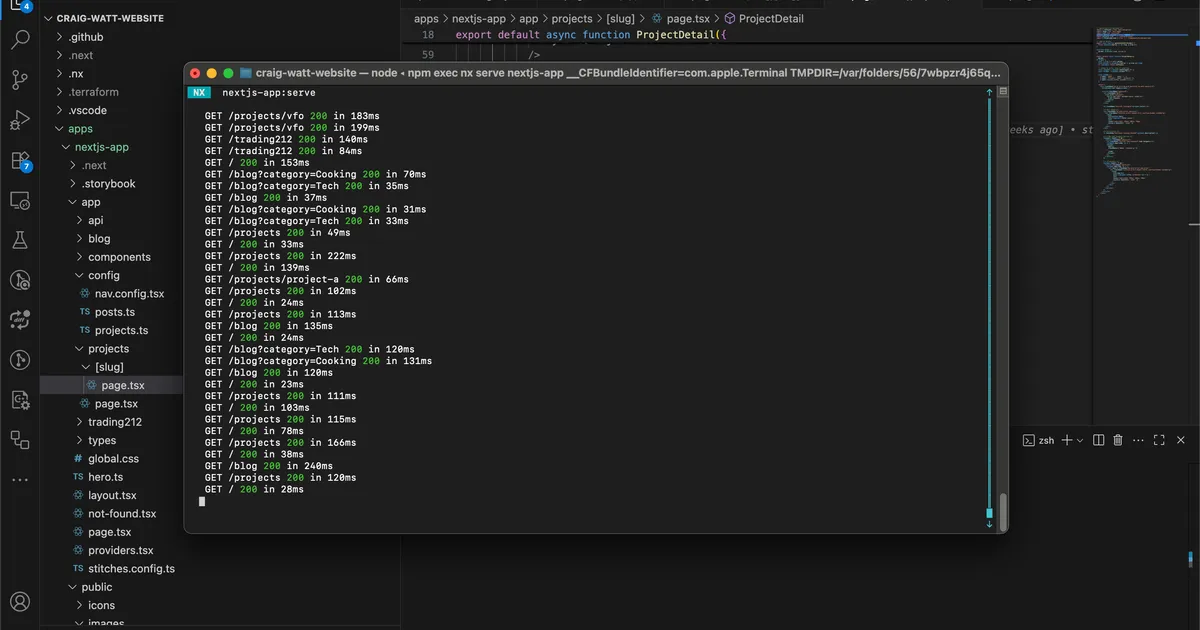 4
CRAIG-WATT-WEBSITE
.github
.next
.nx
.terraform
.vscode
apps
nextjs-app
.next
.storybook
app
api
blog
components
config
nav.config.tsx
TS posts.ts
TS projects.ts
projects
[slug]
page.tsx
page.tsx
trading212
types
# global.css
TS hero.ts
layout.tsx
not-found.tsx
page.tsx
providers.tsx
TS stitches.config.ts
public
icons
images
7
apps > nextjs-app > app > projects > [slug] > page.tsx > ProjectDetail
18 export default async function ProjectDetail({
59 />
eeks ago] • st
craig-watt-website — node ◂ npm exec nx serve nextjs-app __CFBundleIdentifier=com.apple.Terminal TMPDIR=/var/folders/56/7wbpzr4j65q...
NX nextjs-app:serve
GET /projects/vfo 200 in 183ms
GET /projects/vfo 200 in 199ms
GET /trading212 200 in 140ms
GET /trading212 200 in 84ms
GET / 200 in 153ms
GET /blog?category=Cooking 200 in 70ms
GET /blog?category=Tech 200 in 35ms
GET /blog 200 in 37ms
GET /blog?category=Cooking 200 in 31ms
GET /blog?category=Tech 200 in 33ms
GET /projects 200 in 49ms
GET / 200 in 33ms
GET /projects 200 in 222ms
GET / 200 in 139ms
GET /projects/project-a 200 in 66ms
GET /projects 200 in 102ms
GET / 200 in 24ms
GET /projects 200 in 113ms
GET /blog 200 in 135ms
GET / 200 in 24ms
GET /blog?category=Tech 200 in 120ms
GET /blog?category=Cooking 200 in 131ms
GET /blog 200 in 120ms
GET / 200 in 23ms
GET /projects 200 in 111ms
GET / 200 in 103ms
GET /projects 200 in 115ms
GET / 200 in 78ms
GET /projects 200 in 166ms
GET / 200 in 38ms
GET /blog 200 in 240ms
GET /projects 200 in 120ms
GET / 200 in 28ms
zsh